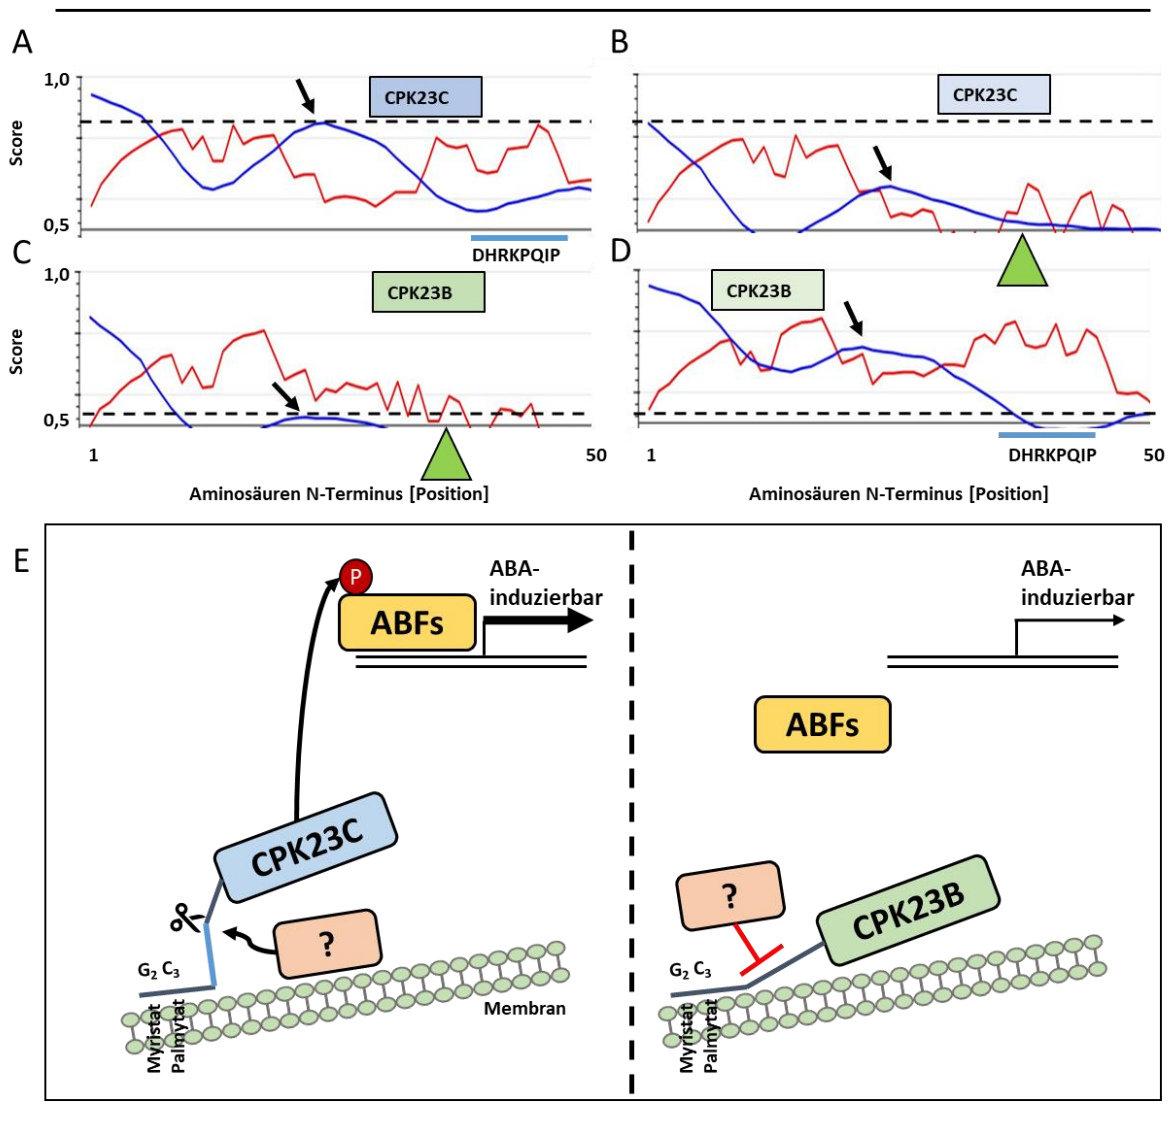 A
B
1,0
CPK23C
CPK23C
Score
0,5
DHRKPQIP
C
D
1,0
CPK23B
CPK23B
Score
0,5
1
50
1
50
Aminosäuren N-Terminus [Position]
DHRKPQIP
Aminosäuren N-Terminus [Position]
E
P
ABFs
ABA-
induzierbar
CPK23C
?
G2 C3
Myristat
Palmytat
Membran
ABA-
induzierbar
ABFs
?
CPK23B
G2 C3
Myristat
Palmytat